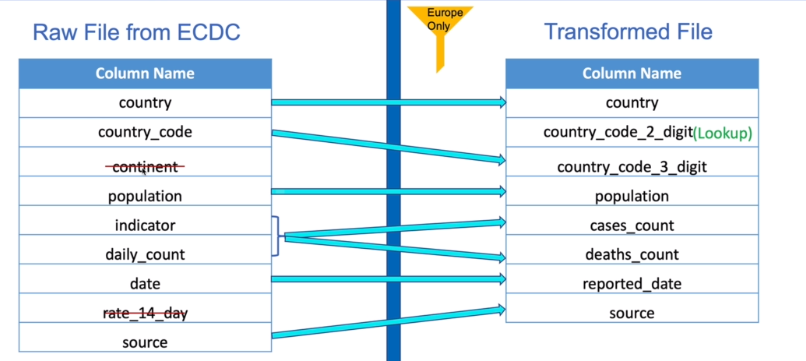 Raw File from ECDC
Column Name
country
country_code
continent
population
indicator
daily_count
date
rate_14_day
source
Europe
Only
Transformed File
Column Name
country
country_code_2_digit(Lookup)
country_code_3_digit
population
cases_count
deaths_count
reported_date
source